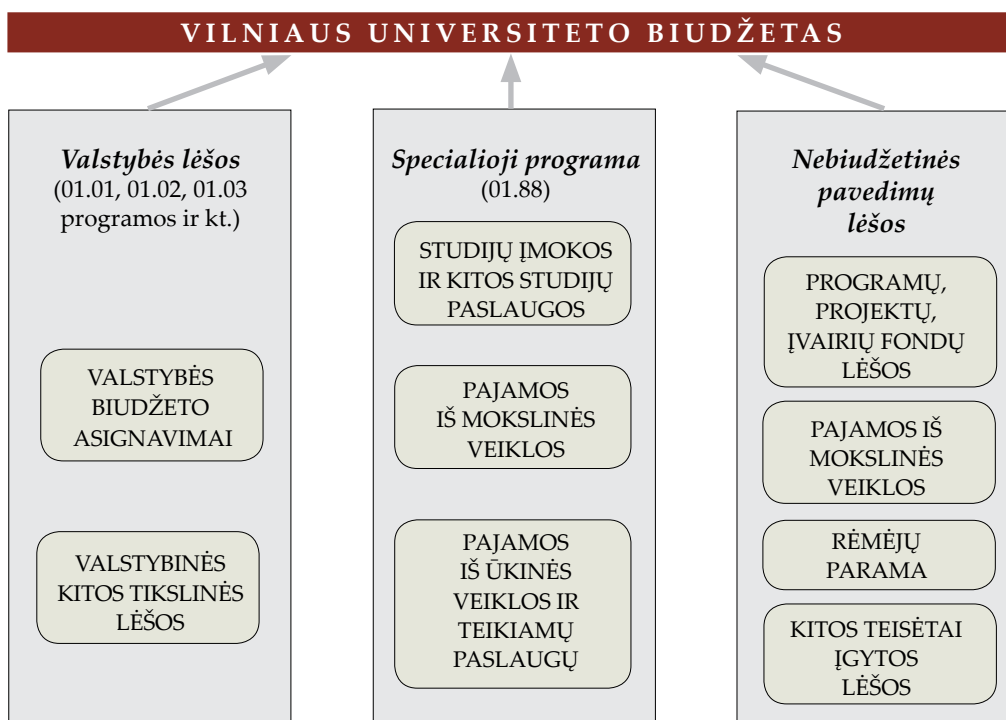 VILNIAUS UNIVERSITETO BIUDŽETAS
Valstybės lėšos
(01.01, 01.02, 01.03
programos ir kt.)
VALSTYBĖS
BIUDŽETO
ASIGNAVIMAI
VALSTYBINĖS
KITOS TIKSLINĖS
LĖŠOS
Specialioji programa
(01.88)
STUDIJŲ ĮMOKOS
IR KITOS STUDIJŲ
PASLAUGOS
PAJAMOS
IŠ MOKSLINĖS
VEIKLOS
PAJAMOS
IŠ ŪKINĖS
VEIKLOS IR
TEIKIAMŲ
PASLAUGŲ
Nebiudžetinės
pavedimų
lėšos
PROGRAMŲ,
PROJEKTŲ,
ĮVAIRIŲ FONDŲ
LĖŠOS
PAJAMOS IŠ
MOKSLINĖS
VEIKLOS
RĖMĖJŲ
PARAMA
KITOS TEISĖTAI
ĮGYTOS
LĖŠOS